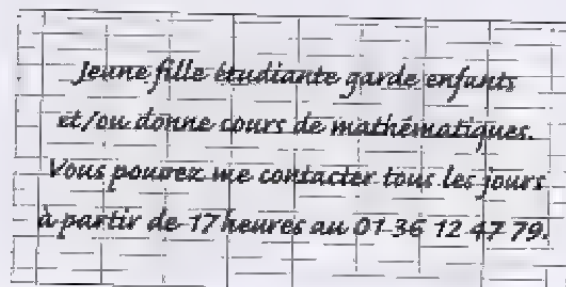 Jeune fille étudiante garde enfants
et/ou donne cours de mathématiques.
Vous pouvez me contacter tous les jours
à partir de 17 heures au 01 36 12 47 79.